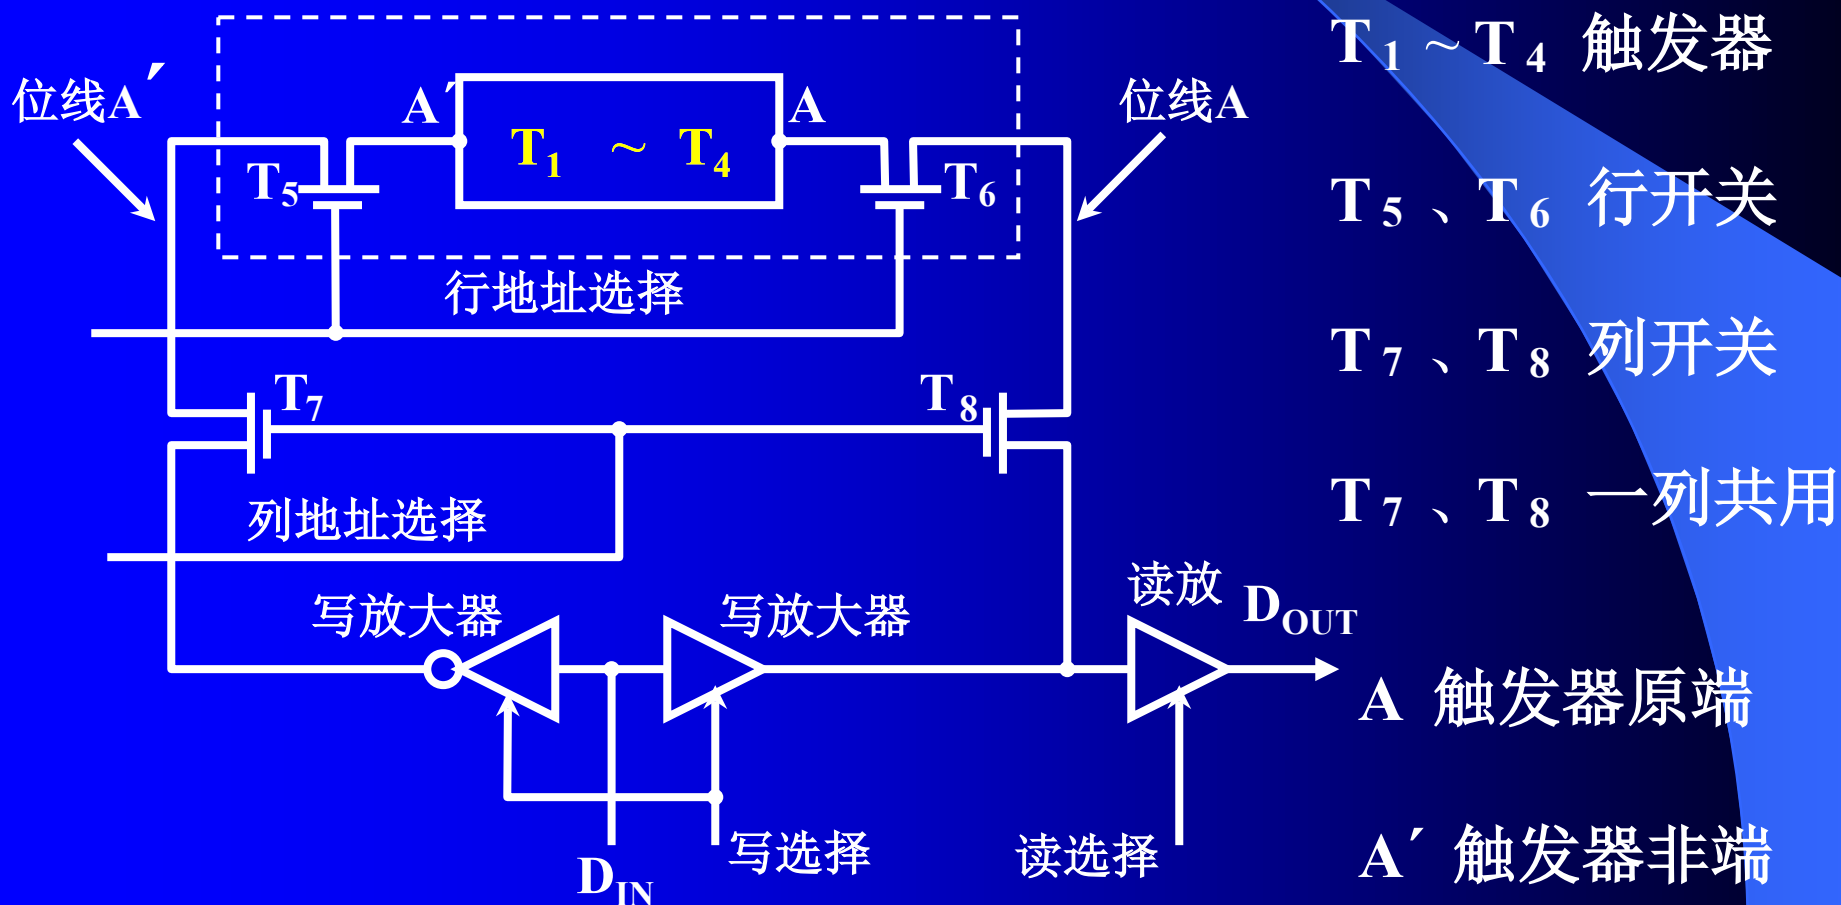 T1 ~ T4 触发器
位线A´
A´
A
位线A
T1 ~ T4
T5
T6
T5 、T6 行开关
行地址选择
T7 、T8 列开关
T7
T8
列地址选择
T7 、T8 一列共用
写放大器
写放大器
读放
DOUT
A 触发器原端
写选择
读选择
DIN
A´ 触发器非端